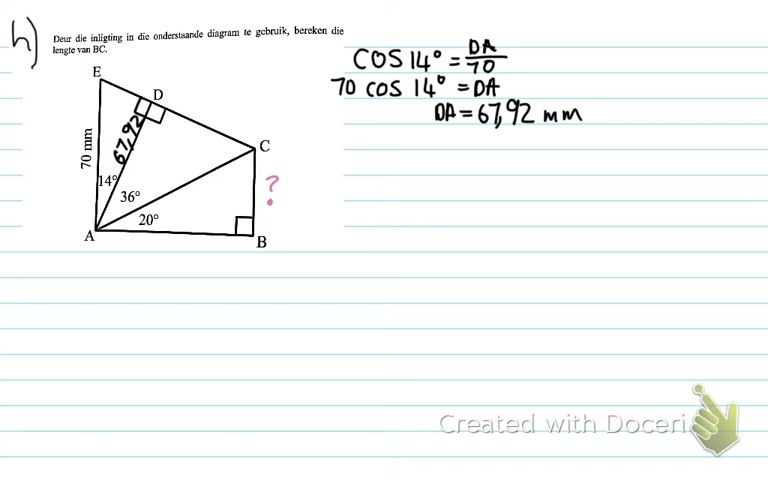 h)
Deur die inligting in die onderstaande diagram te gebruik, bereken die
lengte van BC.
E
D
C
70 mm
67,92
14°
36°
20°
?
A
B
COS 14° = DA/70
70 COS 14° = DA
DA = 67,92 mm
Created with Doceri